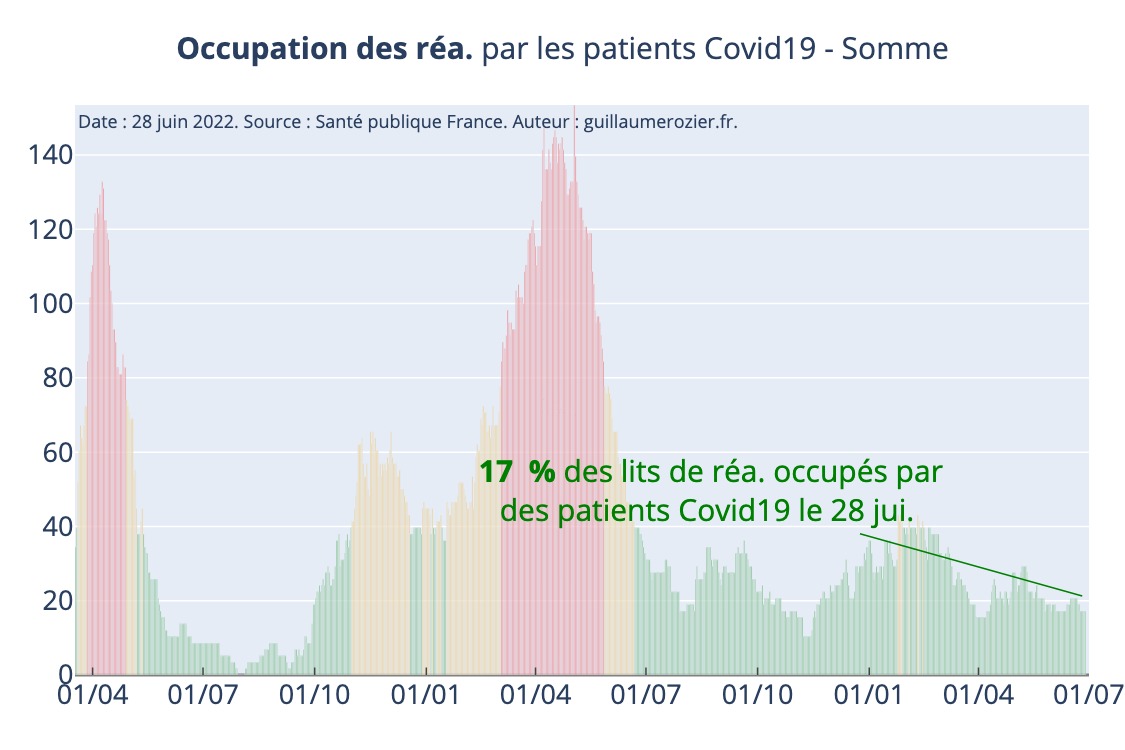 Occupation des réa. par les patients Covid19 - Somme
Date : 28 juin 2022. Source : Santé publique France. Auteur : guillaumerozier.fr.
140
120
100
80
60
40
20
0
17 % des lits de réa. occupés par
des patients Covid19 le 28 jui.
01/04 01/07 01/10 01/01 01/04 01/07 01/10 01/01 01/04 01/07